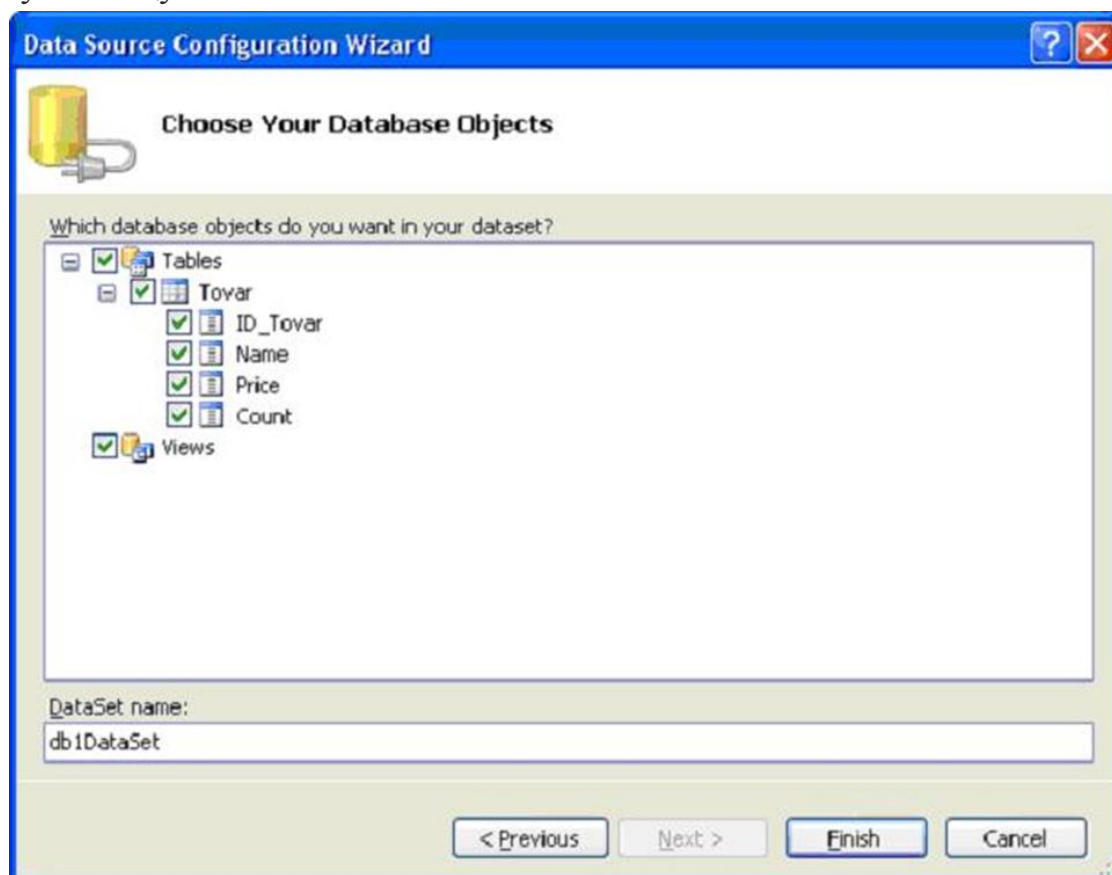 Data Source Configuration Wizard
Choose Your Database Objects
Which database objects do you want in your dataset?
Tables
Tovar
ID_Tovar
Name
Price
Count
Views
DataSet name:
db1DataSet
< Previous Next > Finish Cancel